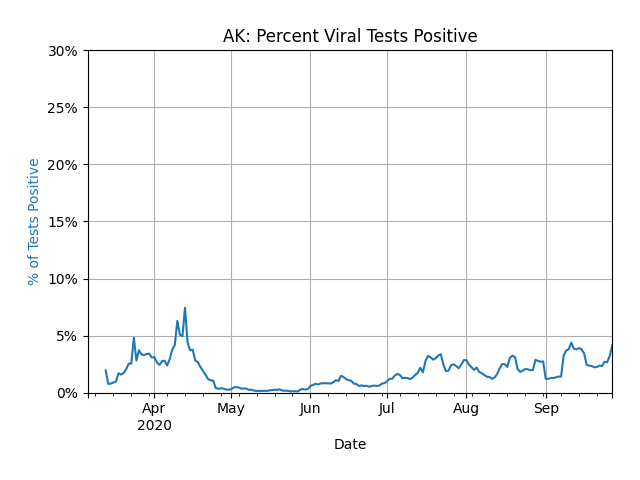 AK: Percent Viral Tests Positive
30%
25%
20%
15%
10%
5%
0%
% of Tests Positive
Apr
2020
May
Jun
Jul
Aug
Sep
Date